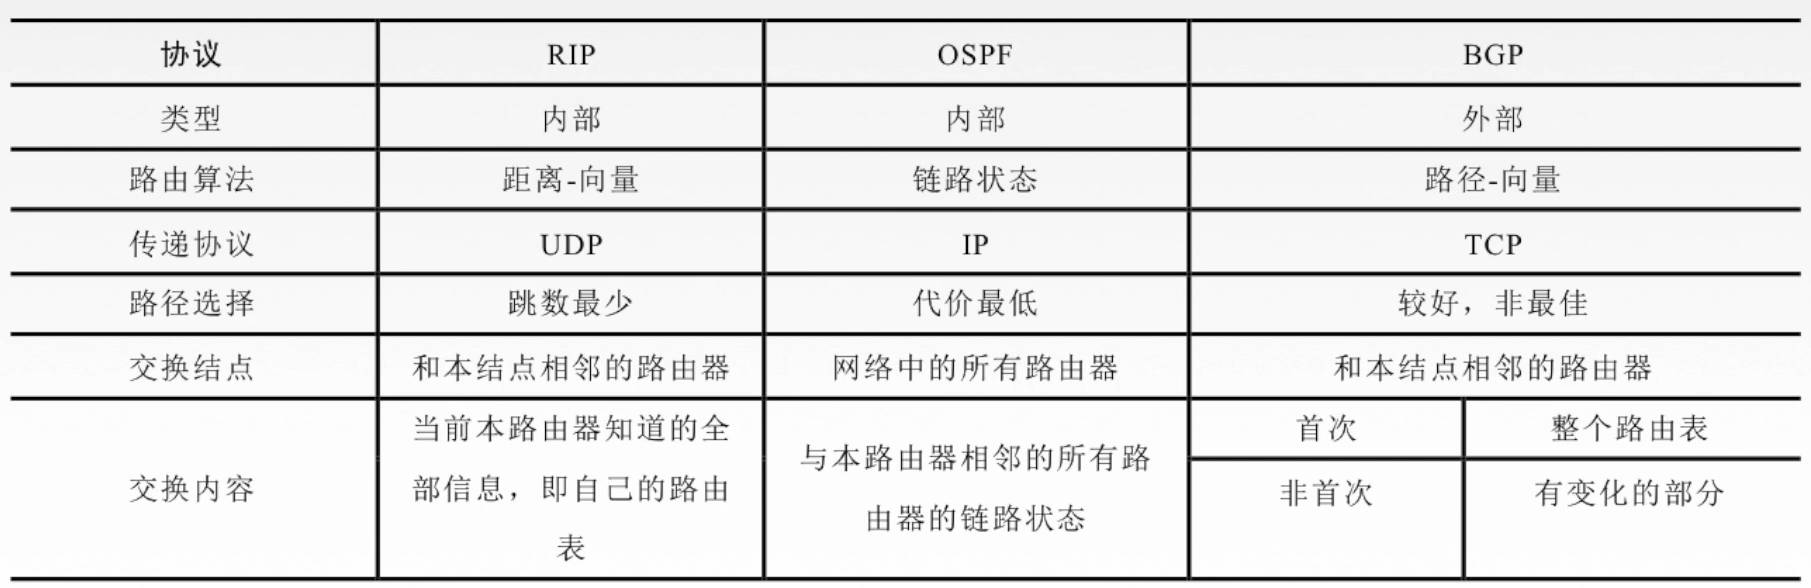 协议 RIP OSPF BGP
类型 内部 内部 外部
路由算法 距离-向量 链路状态 路径-向量
传递协议 UDP IP TCP
路径选择 跳数最少 代价最低 较好，非最佳
交换结点 和本结点相邻的路由器 网络中的所有路由器 和本结点相邻的路由器
交换内容
当前本路由器知道的全
部信息，即自己的路由
表
与本路由器相邻的所有路
由器的链路状态
首次 整个路由表
非首次 有变化的部分